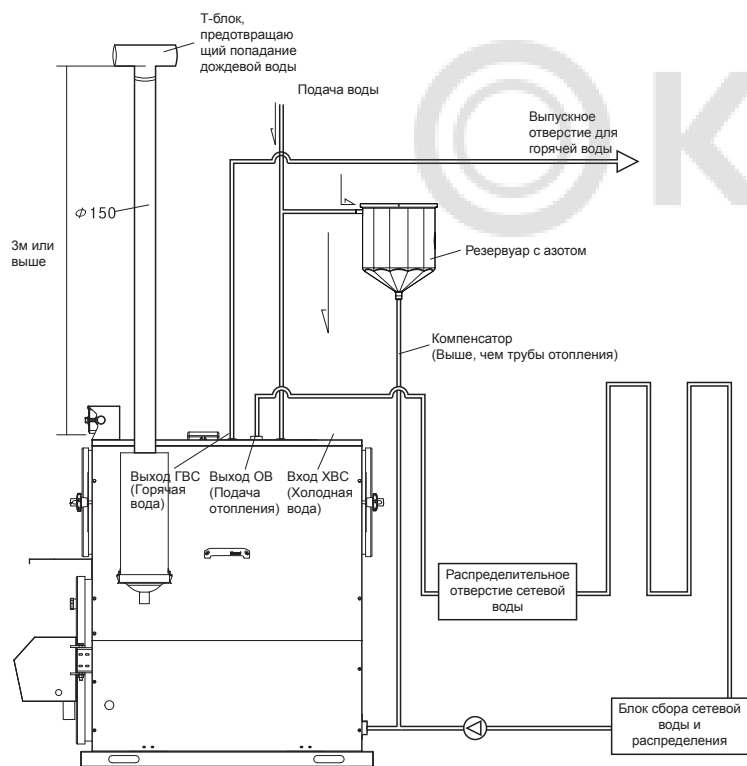 Т-блок,
предотвращаю
щий попадание
дождевой воды
Подача воды
Выпускное
отверстие для
горячей воды
ОК
Ф150
3м или
выше
Резервуар с азотом
Компенсатор
(Выше, чем трубы отопления)
Выход ГВС
(Горячая
вода)
Выход ОВ
(Подача
отопления)
Вход ХВС
(Холодная
вода)
Распределительное
отверстие сетевой
воды
Блок сбора сетевой
воды и
распределения